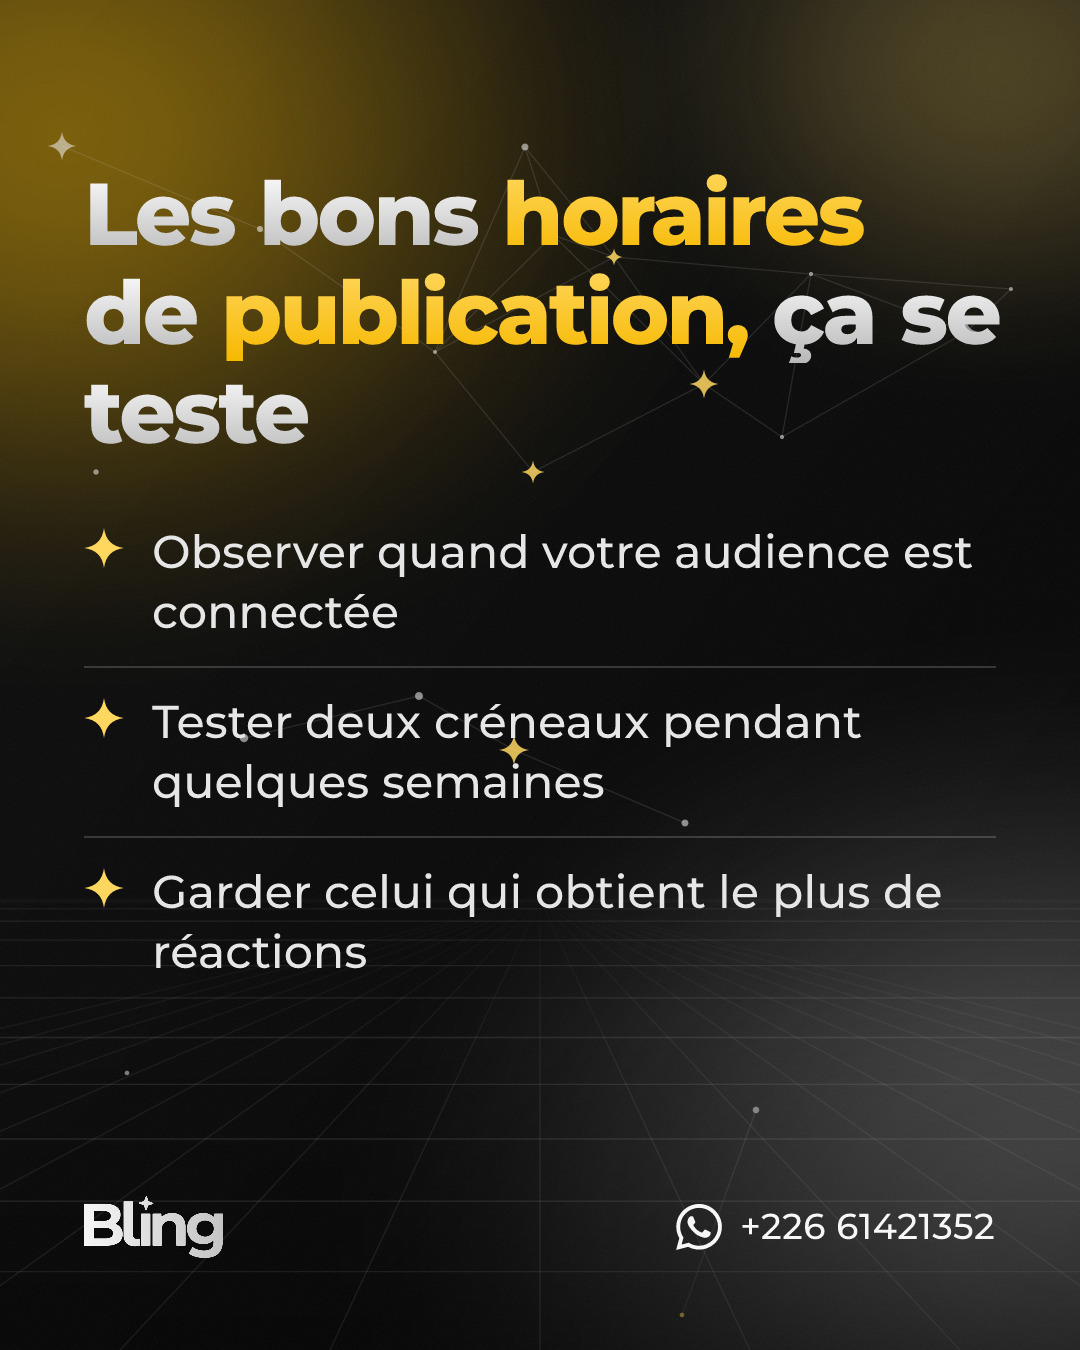 Les bons horaires
de publication, ça se
teste
Observer quand votre audience est
connectée
Tester deux créneaux pendant
quelques semaines
Garder celui qui obtient le plus de
réactions
Bling
+226 61421352